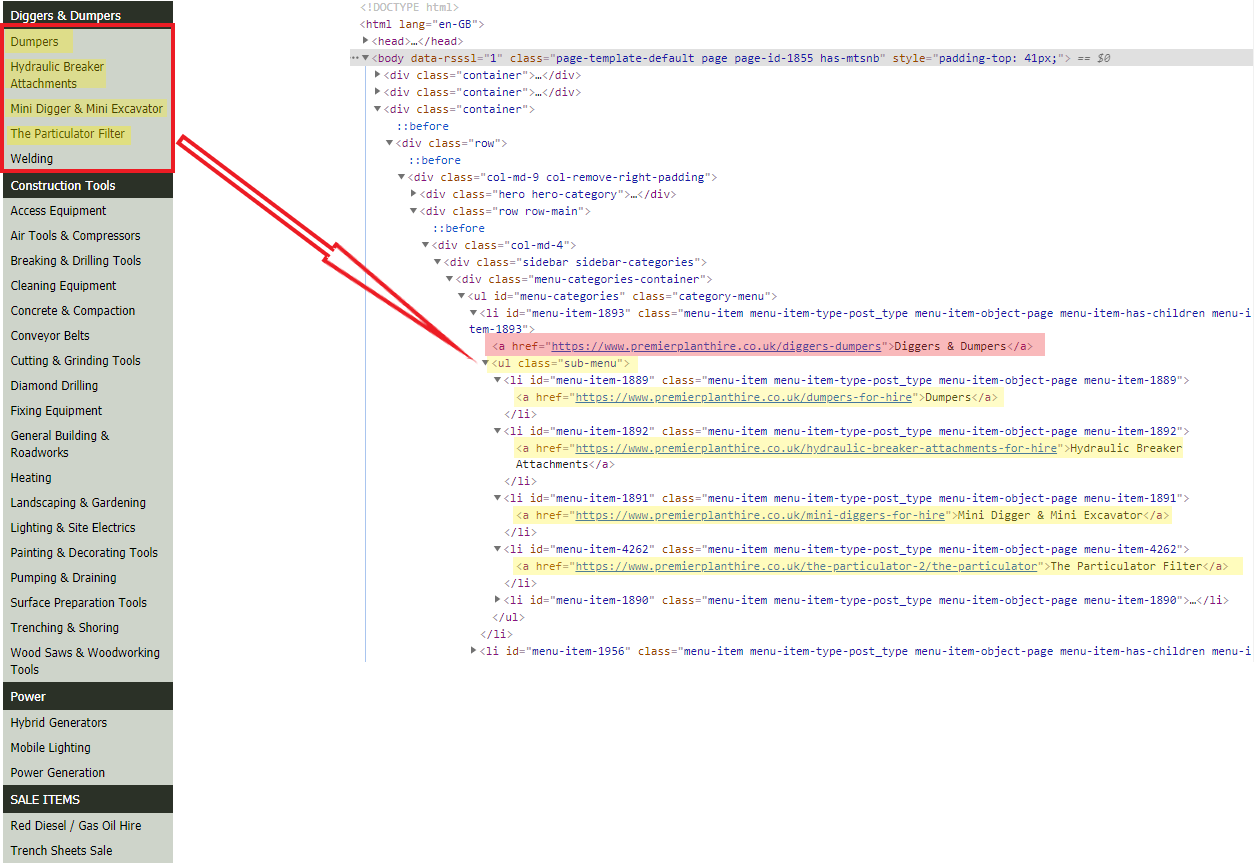 Diggers & Dumpers
Dumpers
Hydraulic Breaker
Attachments
Mini Digger & Mini Excavator
The Particulator Filter
Welding
Construction Tools
Access Equipment
Air Tools & Compressors
Breaking & Drilling Tools
Cleaning Equipment
Concrete & Compaction
Conveyor Belts
Cutting & Grinding Tools
Diamond Drilling
Fixing Equipment
General Building &
Roadworks
Heating
Landscaping & Gardening
Lighting & Site Electrics
Painting & Decorating Tools
Pumping & Draining
Surface Preparation Tools
Trenching & Shoring
Wood Saws & Woodworking
Tools
Power
Hybrid Generators
Mobile Lighting
Power Generation
SALE ITEMS
Red Diesel / Gas Oil Hire
Trench Sheets Sale
<!DOCTYPE html>
<html lang="en-GB">
<head>…</head>
<body data-rsssl="1" class="page-template-default page page-id-1855 has-mtsnb" style="padding-top: 41px;"> == $0
<div class="container">…</div>
<div class="container">…</div>
<div class="container">
::before
<div class="row">
::before
<div class="col-md-9 col-remove-right-padding">
<div class="hero hero-category">…</div>
<div class="row row-main">
::before
<div class="col-md-4">
<div class="sidebar sidebar-categories">
<div class="menu-categories-container">
<ul id="menu-categories" class="category-menu">
<li id="menu-item-1893" class="menu-item menu-item-type-post_type menu-item-object-page menu-item-has-children menu-i
tem-1893">
<a href="https://www.premierplanthire.co.uk/diggers-dumpers">Diggers & Dumpers</a>
<ul class="sub-menu">
<li id="menu-item-1889" class="menu-item menu-item-type-post_type menu-item-object-page menu-item-1889">
<a href="https://www.premierplanthire.co.uk/dumpers-for-hire">Dumpers</a>
</li>
<li id="menu-item-1892" class="menu-item menu-item-type-post_type menu-item-object-page menu-item-1892">
<a href="https://www.premierplanthire.co.uk/hydraulic-breaker-attachments-for-hire">Hydraulic Breaker
Attachments</a>
</li>
<li id="menu-item-1891" class="menu-item menu-item-type-post_type menu-item-object-page menu-item-1891">
<a href="https://www.premierplanthire.co.uk/mini-diggers-for-hire">Mini Digger & Mini Excavator</a>
</li>
<li id="menu-item-4262" class="menu-item menu-item-type-post_type menu-item-object-page menu-item-4262">
<a href="https://www.premierplanthire.co.uk/the-particulator-2/the-particulator">The Particulator Filter</a>
</li>
<li id="menu-item-1890" class="menu-item menu-item-type-post_type menu-item-object-page menu-item-1890">…</li>
</ul>
</li>
<li id="menu-item-1956" class="menu-item menu-item-type-post_type menu-item-object-page menu-item-has-children menu-i